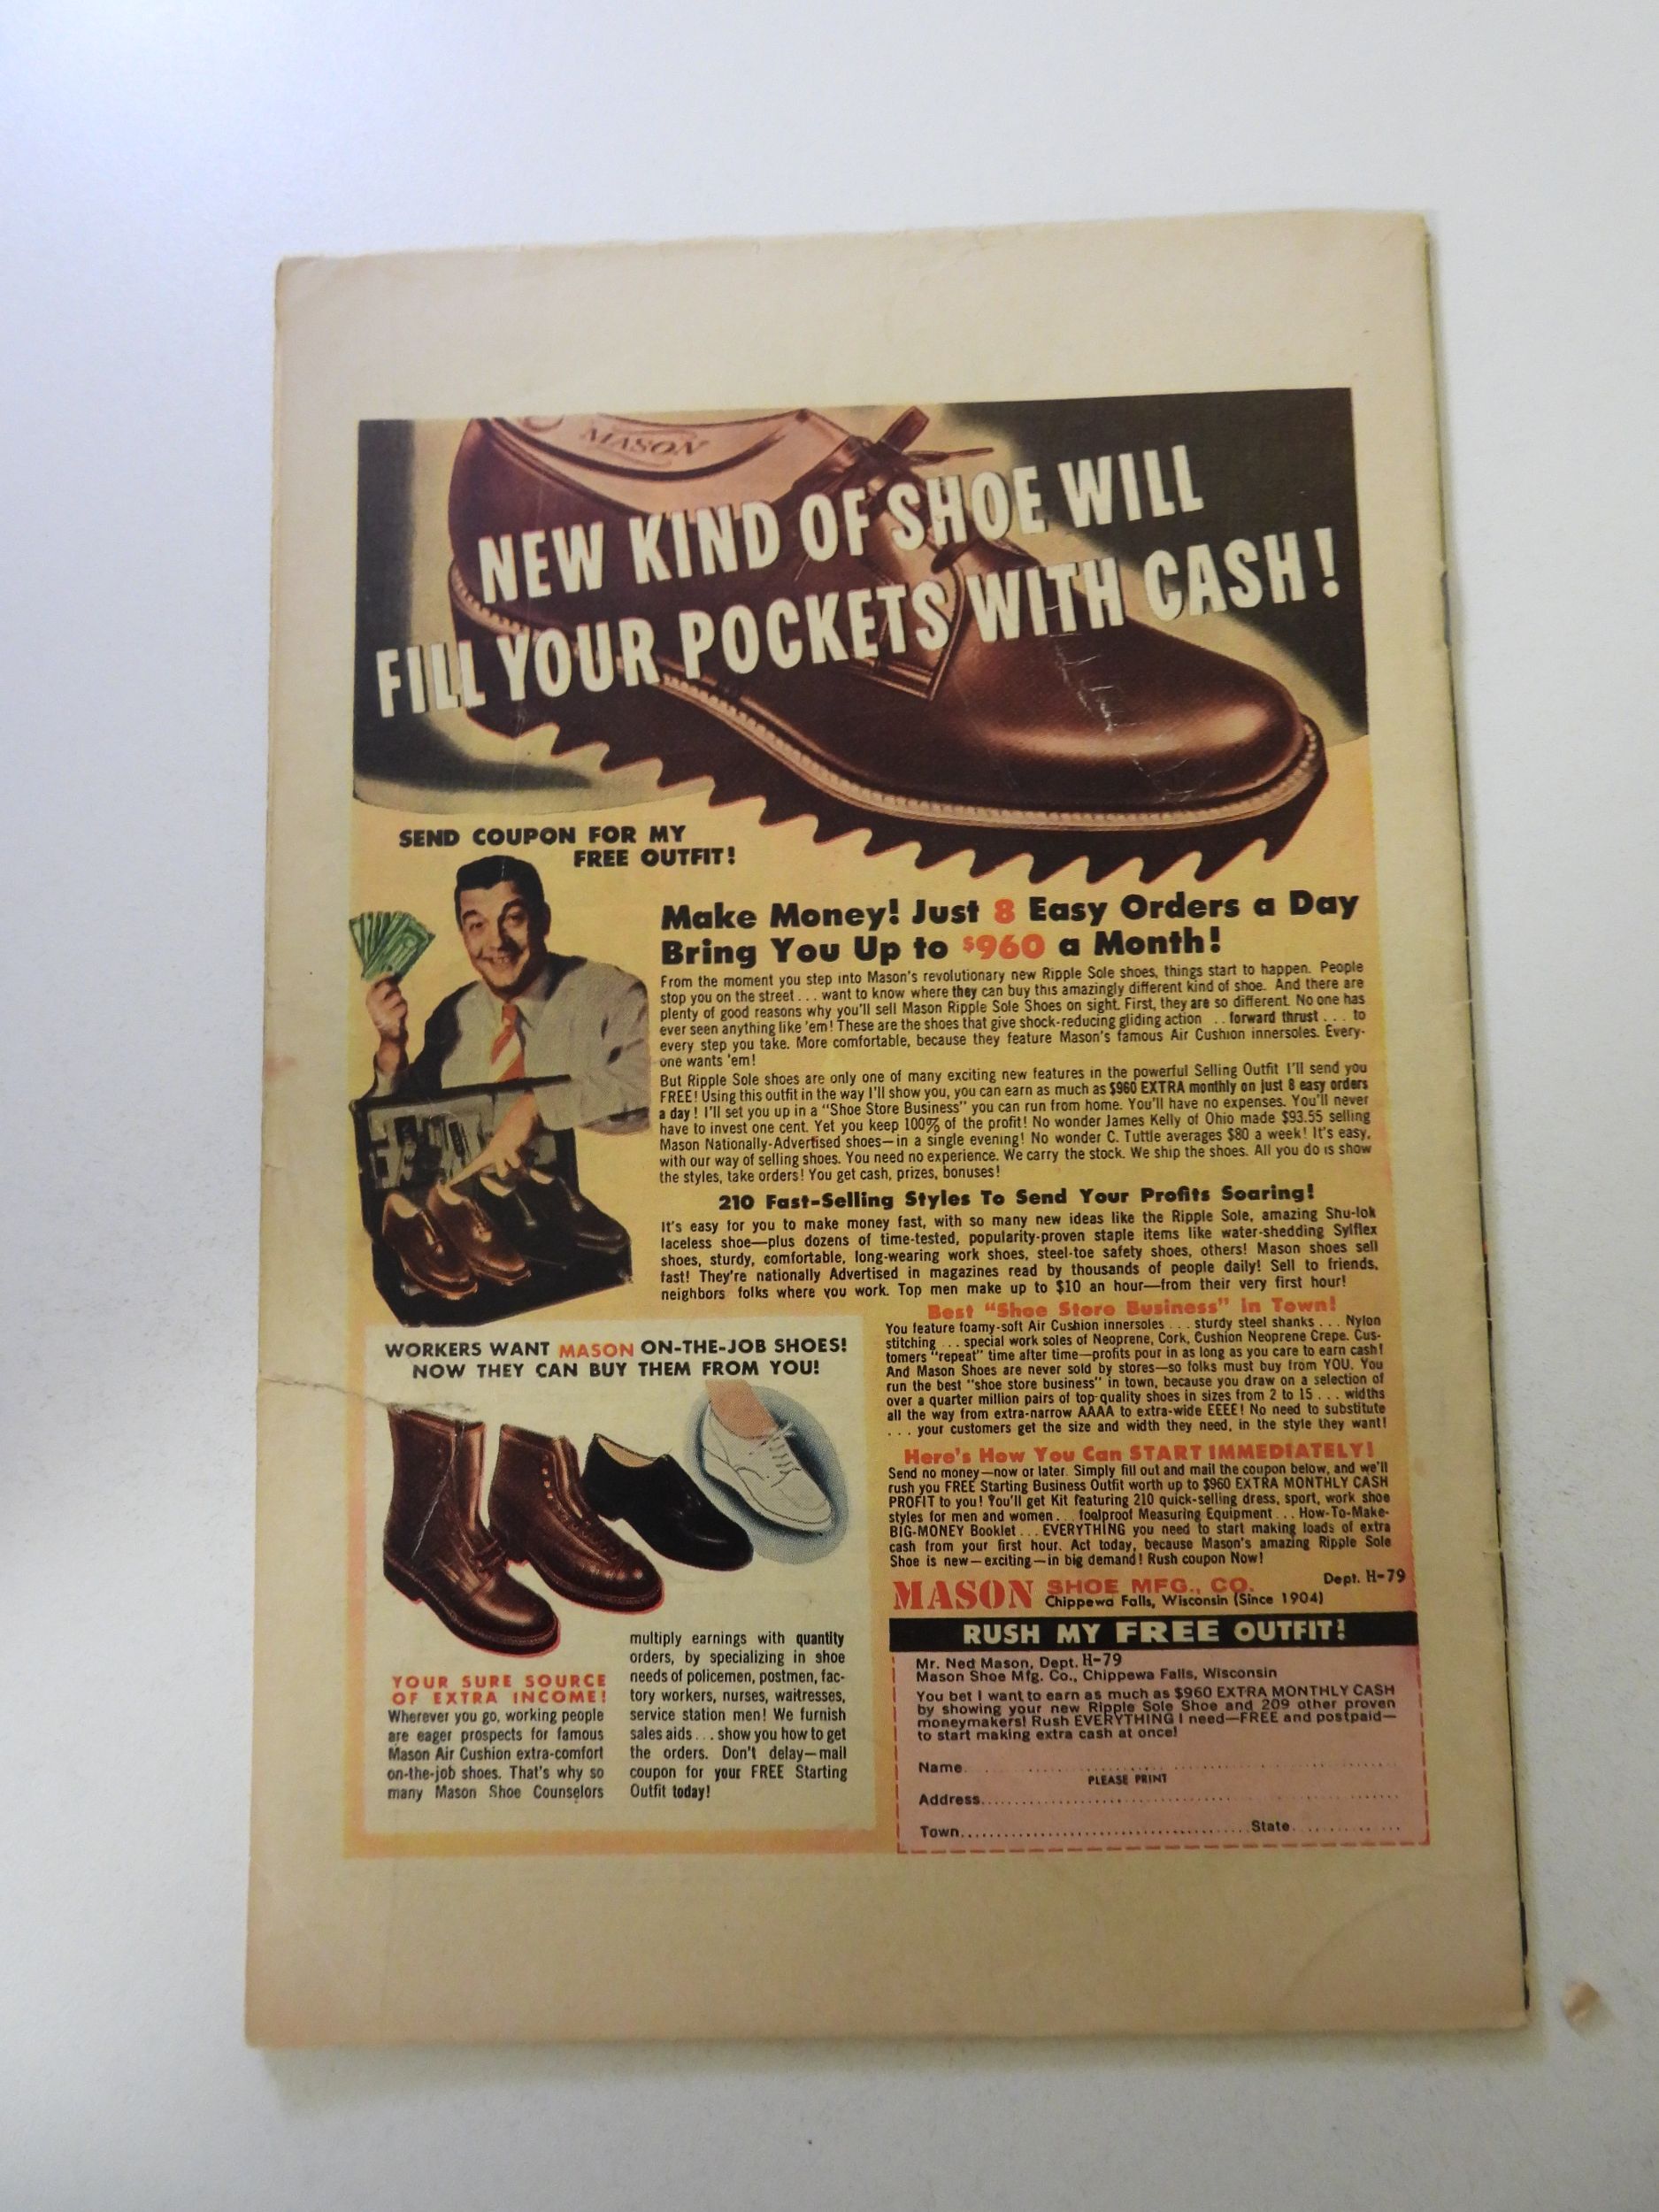 MASON
NEW KIND OF SHOE WILL
FILL YOUR POCKETS WITH CASH!
SEND COUPON FOR MY
FREE OUTFIT!
Make Money! Just 8 Easy Orders a Day
Bring You Up to $960 a Month!
From the moment you step into Mason's revolutionary new Ripple Sole shoes, things start to happen. People
stop you on the street... want to know where they can buy this amazingly different kind of shoe. And there are
plenty of good reasons why you'll sell Mason Ripple Sole Shoes on sight. First, they are so different. No one has
ever seen anything like 'em! These are the shoes that give shock-reducing gliding action .. forward thrust... to
every step you take. More comfortable, because they feature Mason's famous Air Cushion innersoles. Every-
one wants 'em!
But Ripple Sole shoes are only one of many exciting new features in the powerful Selling Outfit I'll send you
FREE! Using this outfit in the way I'll show you, you can earn as much as $960 EXTRA monthly on just 8 easy orders
a day! I'll set you up in a "Shoe Store Business" you can run from home. You'll have no expenses. You'll never
have to invest one cent. Yet you keep 100% of the profit! No wonder James Kelly of Ohio made $93.55 selling
Mason Nationally-Advertised shoes—in a single evening! No wonder C. Tuttle averages $80 a week! It's easy,
with our way of selling shoes. You need no experience. We carry the stock. We ship the shoes. All you do is show
the styles, take orders! You get cash, prizes, bonuses!
210 Fast-Selling Styles To Send Your Profits Soaring!
It's easy for you to make money fast, with so many new ideas like the Ripple Sole, amazing Shu-lok
laceless shoe—plus dozens of time-tested, popularity-proven staple items like water-shedding Sylflex
shoes, sturdy, comfortable, long-wearing work shoes, steel-toe safety shoes, others! Mason shoes sell
fast! They're nationally Advertised in magazines read by thousands of people daily! Sell to friends,
neighbors folks where you work. Top men make up to $10 an hour—from their very first hour!
Best "Shoe Store Business" in Town!
You feature foamy-soft Air Cushion innersoles... sturdy steel shanks... Nylon
stitching... special work soles of Neoprene, Cork, Cushion Neoprene Crepe. Cus-
tomers "repeat" time after time—profits pour in as long as you care to earn cash!
And Mason Shoes are never sold by stores—so folks must buy from YOU. You
run the best "shoe store business" in town, because you draw on a selection of
over a quarter million pairs of top-quality shoes in sizes from 2 to 15... widths
all the way from extra-narrow AAAA to extra-wide EEEE! No need to substitute
... your customers get the size and width they need, in the style they want!
Here's How You Can START IMMEDIATELY!
Send no money—now or later. Simply fill out and mail the coupon below, and we'll
rush you FREE Starting Business Outfit worth up to $960 EXTRA MONTHLY CASH
PROFIT to you! You'll get Kit featuring 210 quick-selling dress, sport, work shoe
styles for men and women... foolproof Measuring Equipment... How-To-Make-
BIG-MONEY Booklet... EVERYTHING you need to start making loads of extra
cash from your first hour. Act today, because Mason's amazing Ripple Sole
Shoe is new—exciting—in big demand! Rush coupon Now!
MASON SHOE MFG., CO. Dept. H-79
Chippewa Falls, Wisconsin (Since 1904)
WORKERS WANT MASON ON-THE-JOB SHOES!
NOW THEY CAN BUY THEM FROM YOU!
YOUR SURE SOURCE
OF EXTRA INCOME!
Wherever you go, working people
are eager prospects for famous
Mason Air Cushion extra-comfort
on-the-job shoes. That's why so
many Mason Shoe Counselors
multiply earnings with quantity
orders, by specializing in shoe
needs of policemen, postmen, fac-
tory workers, nurses, waitresses,
service station men! We furnish
sales aids... show you how to get
the orders. Don't delay—mail
coupon for your FREE Starting
Outfit today!
RUSH MY FREE OUTFIT!
Mr. Ned Mason, Dept. H-79
Mason Shoe Mfg. Co., Chippewa Falls, Wisconsin
You bet I want to earn as much as $960 EXTRA MONTHLY CASH
by showing your new Ripple Sole Shoe and 209 other proven
moneymakers! Rush EVERYTHING I need—FREE and postpaid—
to start making extra cash at once!
Name
PLEASE PRINT
Address
Town State